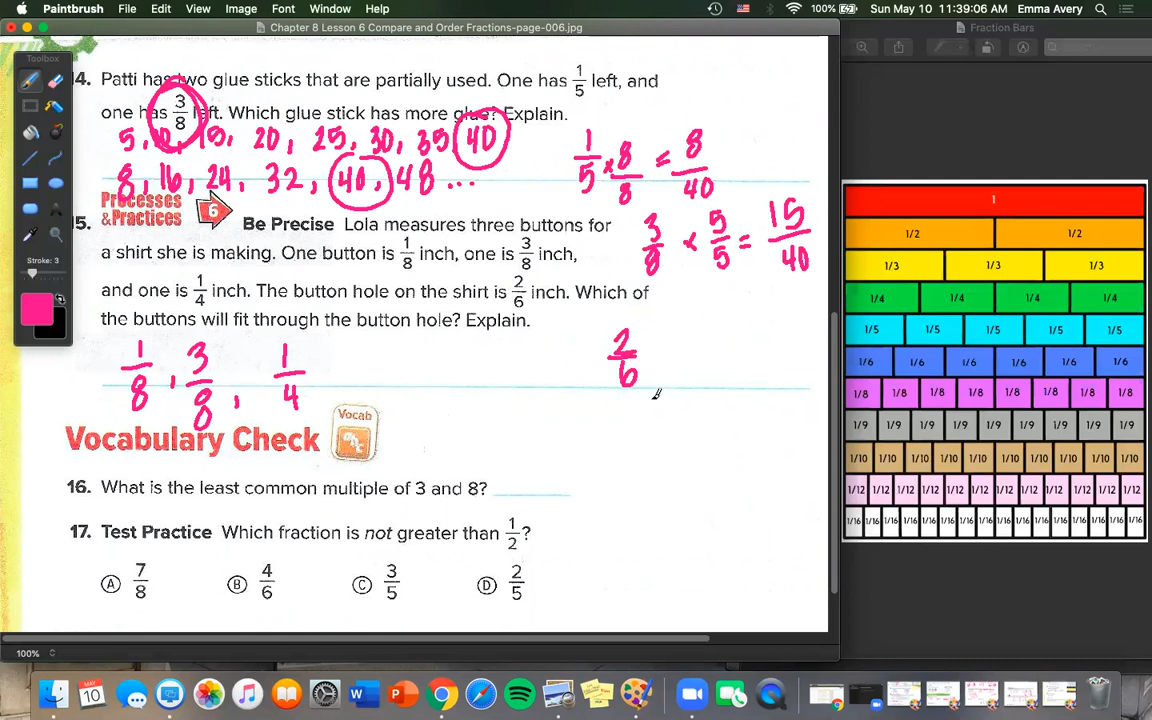 Paintbrush File Edit View Image Font Window Help 100% Sun May 10 11:39:06 AM Emma Avery
Chapter 8 Lesson 6 Compare and Order Fractions-page-006.jpg
Fraction Bars
Toolbox
14. Patti has two glue sticks that are partially used. One has 1/5 left, and
one has 3/8 left. Which glue stick has more glue? Explain.
5, 10, 15, 20, 25, 30, 35 40
8, 16, 24, 32, 40, 48 ...
1/5 × 8/8 = 8/40
3/8 × 5/5 = 15/40
Processes
&Practices 6
15. Be Precise Lola measures three buttons for
a shirt she is making. One button is 1/8 inch, one is 3/8 inch,
and one is 1/4 inch. The button hole on the shirt is 2/6 inch. Which of
the buttons will fit through the button hole? Explain.
1/8, 3/8, 1/4
2/6
Stroke: 3
Vocabulary Check
Vocab
abc
16. What is the least common multiple of 3 and 8?
17. Test Practice Which fraction is not greater than 1/2?
A 7/8 B 4/6 C 3/5 D 2/5
100%
1
1/2 1/2
1/3 1/3 1/3
1/4 1/4 1/4 1/4
1/5 1/5 1/5 1/5 1/5
1/6 1/6 1/6 1/6 1/6 1/6
1/8 1/8 1/8 1/8 1/8 1/8 1/8 1/8
1/9 1/9 1/9 1/9 1/9 1/9 1/9 1/9 1/9
1/10 1/10 1/10 1/10 1/10 1/10 1/10 1/10 1/10 1/10
1/12 1/12 1/12 1/12 1/12 1/12 1/12 1/12 1/12 1/12 1/12 1/12
1/16 1/16 1/16 1/16 1/16 1/16 1/16 1/16 1/16 1/16 1/16 1/16 1/16 1/16 1/16 1/16
MAY
10